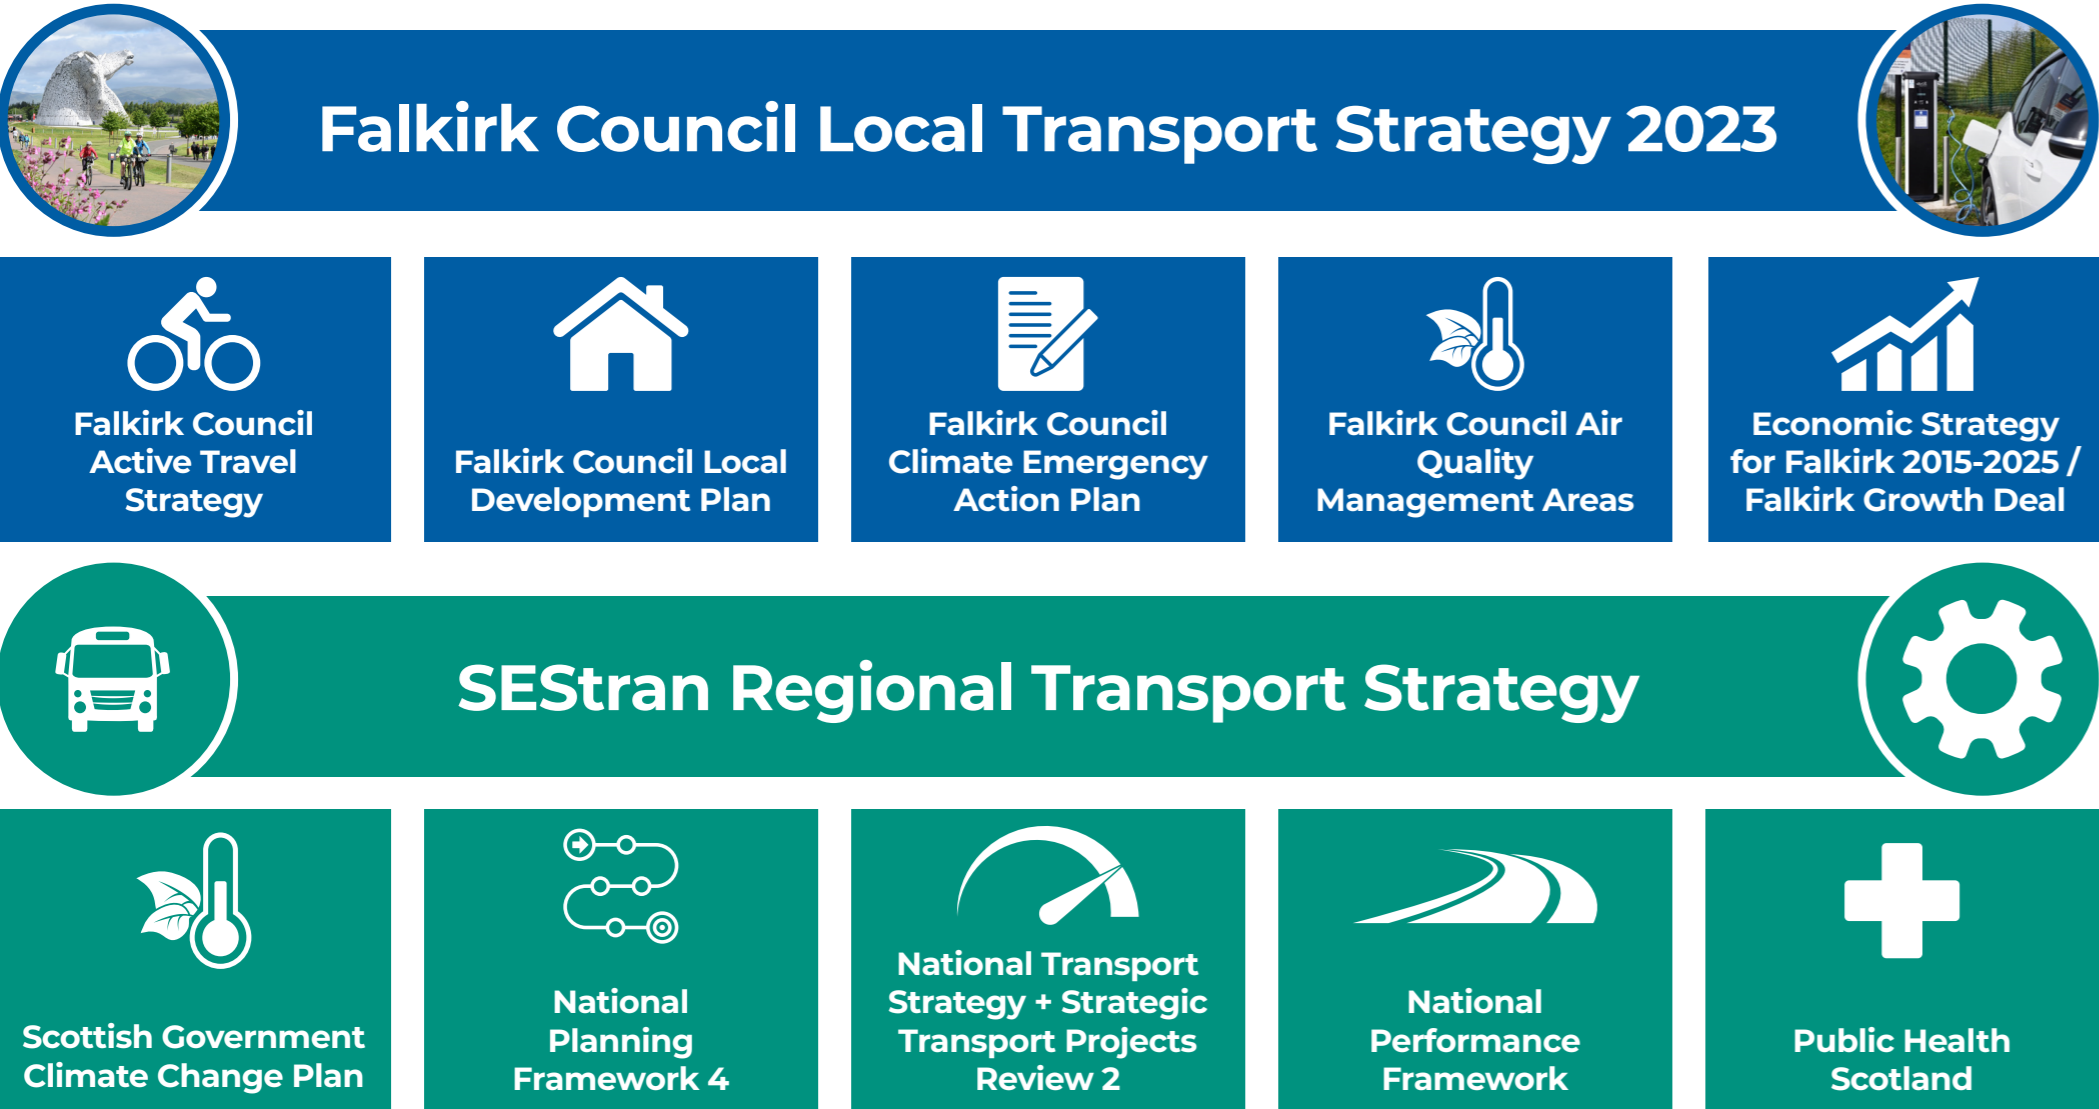 Falkirk Council Local Transport Strategy 2023
Falkirk Council
Active Travel
Strategy
Falkirk Council Local
Development Plan
Falkirk Council
Climate Emergency
Action Plan
Falkirk Council Air
Quality
Management Areas
Economic Strategy
for Falkirk 2015-2025 /
Falkirk Growth Deal
SEStran Regional Transport Strategy
Scottish Government
Climate Change Plan
National
Planning
Framework 4
National Transport
Strategy + Strategic
Transport Projects
Review 2
National
Performance
Framework
Public Health
Scotland